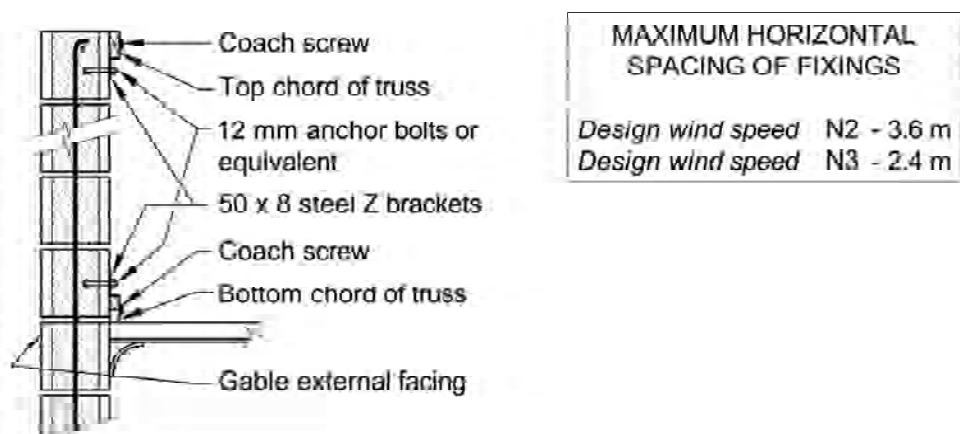 Coach screw
Top chord of truss
12 mm anchor bolts or
equivalent
50 x 8 steel Z brackets
Coach screw
Bottom chord of truss
Gable external facing
MAXIMUM HORIZONTAL
SPACING OF FIXINGS
Design wind speed N2 - 3.6 m
Design wind speed N3 - 2.4 m